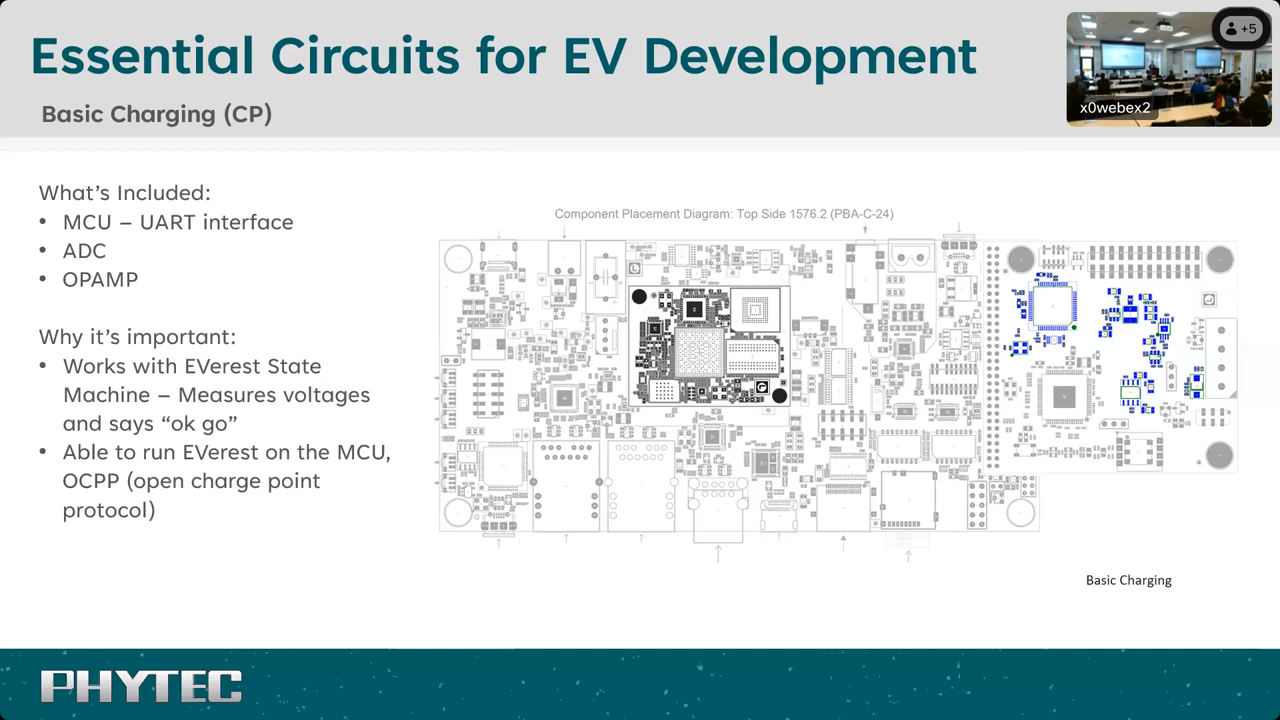 Essential Circuits for EV Development
Basic Charging (CP)
+5
x0webex2
What's Included:
• MCU – UART interface
• ADC
• OPAMP
Why it's important:
• Works with EVerest State
Machine – Measures voltages
and says “ok go”
• Able to run EVerest on the MCU,
OCPP (open charge point
protocol)
Component Placement Diagram: Top Side 1576.2 (PBA-C-24)
Basic Charging
PHYTEC